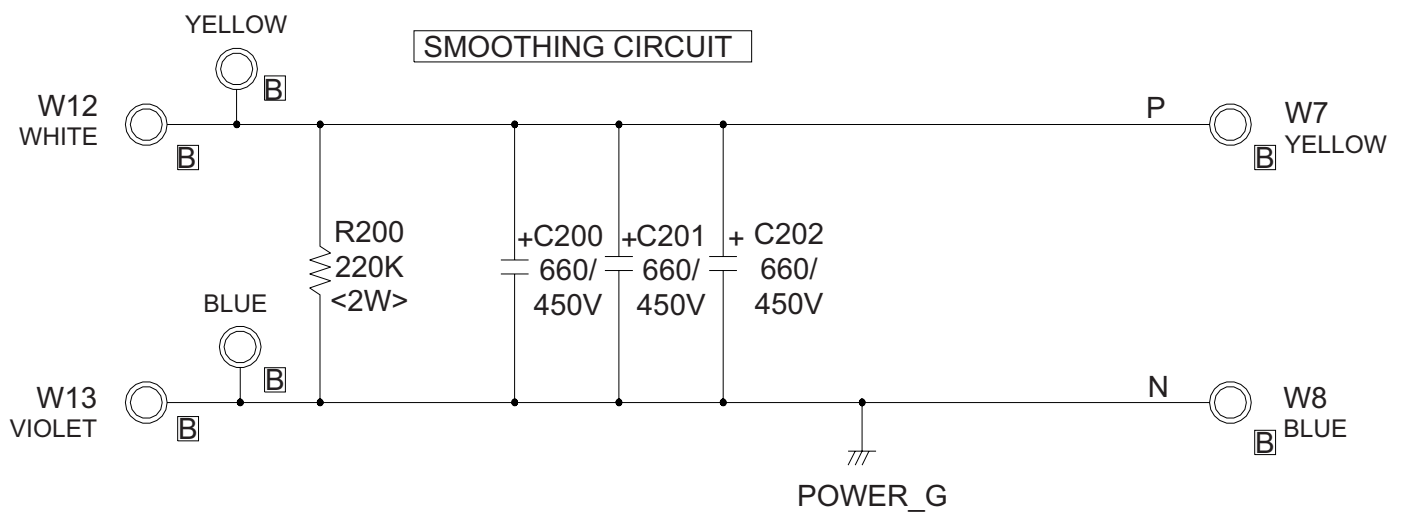 YELLOW
SMOOTHING CIRCUIT
B
W12
WHITE
B
P
W7
YELLOW
B
R200
220K
<2W>
+C200
660/
450V
+C201
660/
450V
+ C202
660/
450V
BLUE
B
W13
VIOLET
B
N
W8
BLUE
B
POWER_G